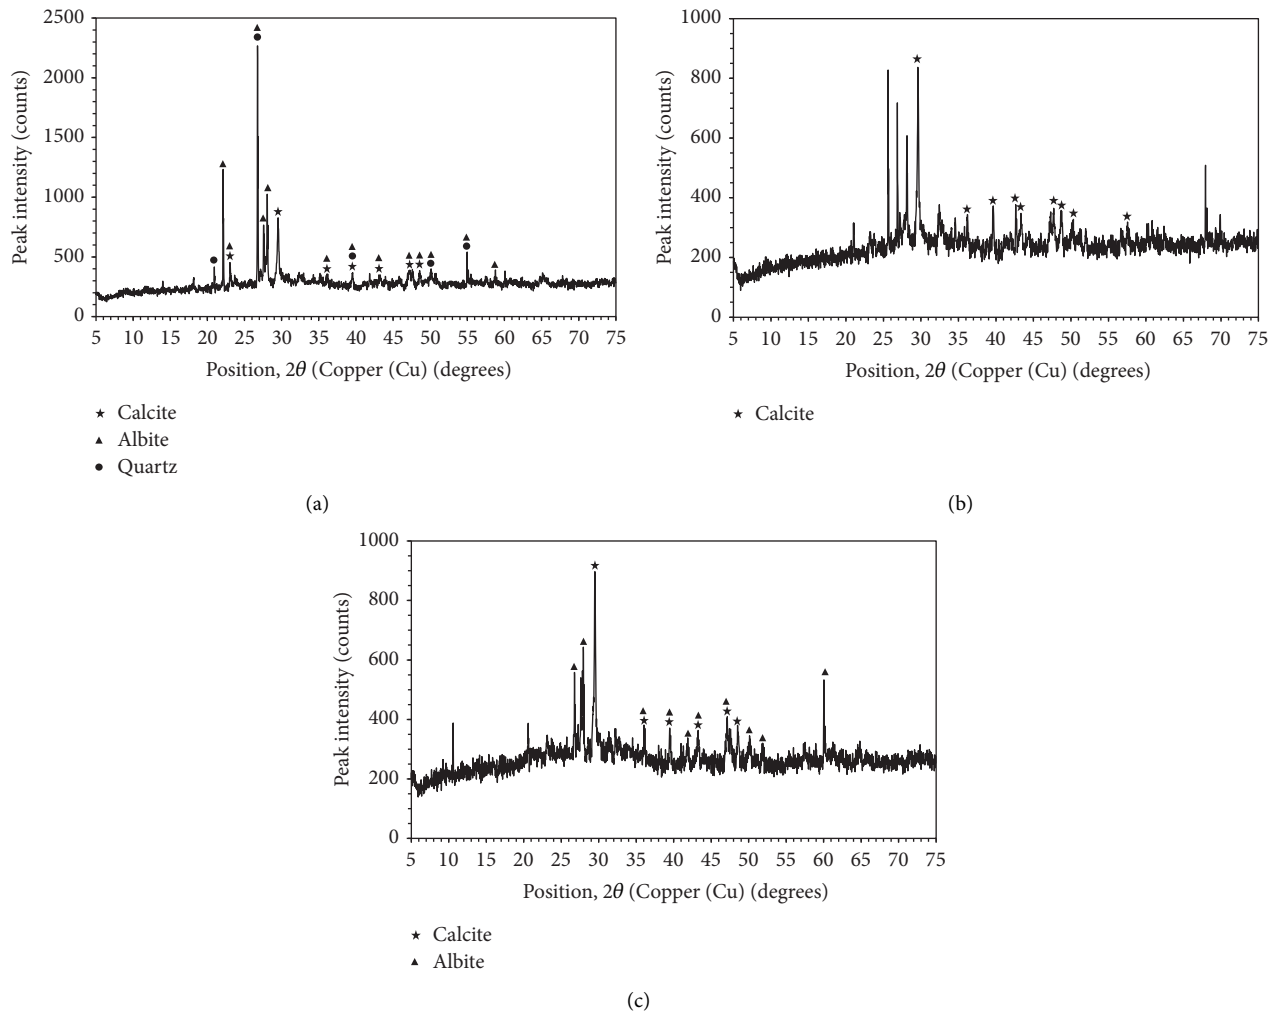 2500
2000
1500
1000
500
0
Peak intensity (counts)
5 10 15 20 25 30 35 40 45 50 55 60 65 70 75
Position, 2θ (Copper (Cu) (degrees)
★ Calcite
▲ Albite
● Quartz
(a)
1000
800
600
400
200
0
Peak intensity (counts)
5 10 15 20 25 30 35 40 45 50 55 60 65 70 75
Position, 2θ (Copper (Cu) (degrees)
★ Calcite
(b)
1000
800
600
400
200
0
Peak intensity (counts)
5 10 15 20 25 30 35 40 45 50 55 60 65 70 75
Position, 2θ (Copper (Cu) (degrees)
★ Calcite
▲ Albite
(c)